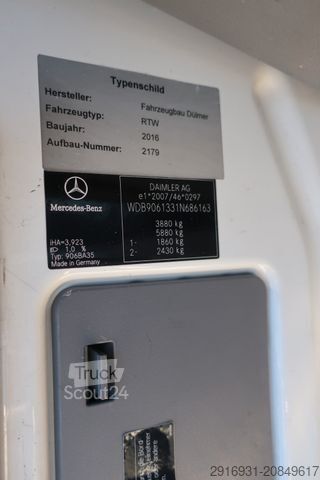 Typenschild
Hersteller: Fahrzeugbau Dülmer
Fahrzeugtyp: RTW
Baujahr: 2016
Aufbau-Nummer: 2179
Mercedes-Benz
DAIMLER AG
e1*2007/46*0297
WDB9061331N686163
3880 kg
5880 kg
1- 1860 kg
2- 2430 kg
iHA=3,923
1,0 %
Typ: 906BA35
Made in Germany
Truck
Scout24
2916931-20849617